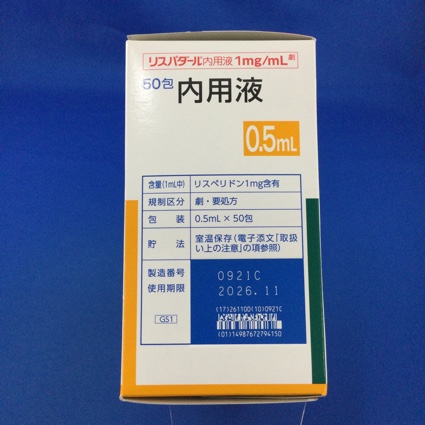 リスパダール内用液1mg/mL 劇
50包 内用液
0.5mL
含量(1mL中) リスペリドン1mg含有
規制区分 劇・要処方
包装 0.5mL×50包
貯法 室温保存(電子添文「取扱
い上の注意」の項参照)
製造番号 0921C
使用期限 2026.11
(17)261100(10)0921C
GS1
(01)14987672794150